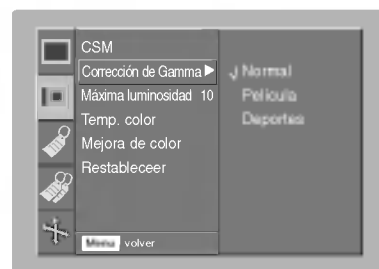 CSM
Corrección de Gamma
Máxima luminosidad 10
Temp. color
Mejora de color
Restableceer
Menu volver
Normal
Película
Deportes